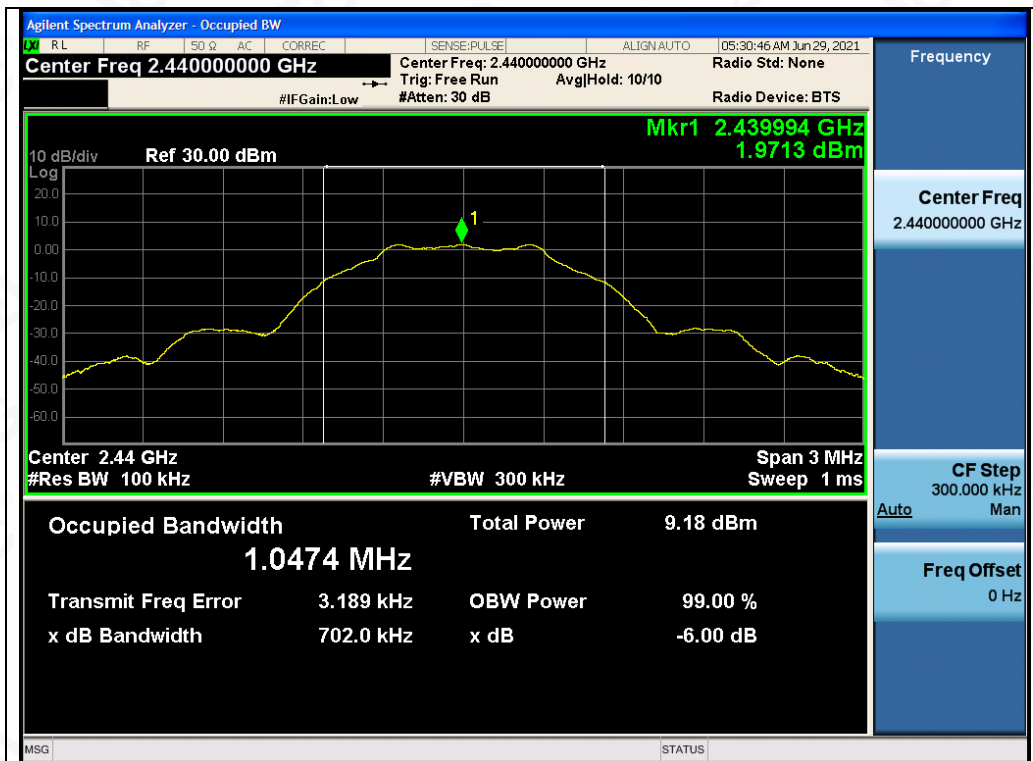 Agilent Spectrum Analyzer - Occupied BW
LXI RL RF 50 Ω AC CORREC SENSE:PULSE ALIGN AUTO 05:30:46 AM Jun 29, 2021
Center Freq 2.440000000 GHz
Center Freq: 2.440000000 GHz
Radio Std: None
Trig: Free Run Avg|Hold: 10/10
#IFGain:Low
#Atten: 30 dB
Radio Device: BTS
Frequency
Mkr1 2.439994 GHz
1.9713 dBm
10 dB/div Ref 30.00 dBm
Log
20.0
10.0
0.00
-10.0
-20.0
-30.0
-40.0
-50.0
-60.0
1
Center 2.44 GHz Span 3 MHz
#Res BW 100 kHz #VBW 300 kHz Sweep 1 ms
Occupied Bandwidth Total Power 9.18 dBm
1.0474 MHz
Transmit Freq Error 3.189 kHz OBW Power 99.00 %
x dB Bandwidth 702.0 kHz x dB -6.00 dB
Center Freq
2.440000000 GHz
CF Step
300.000 kHz
Auto Man
Freq Offset
0 Hz
MSG STATUS